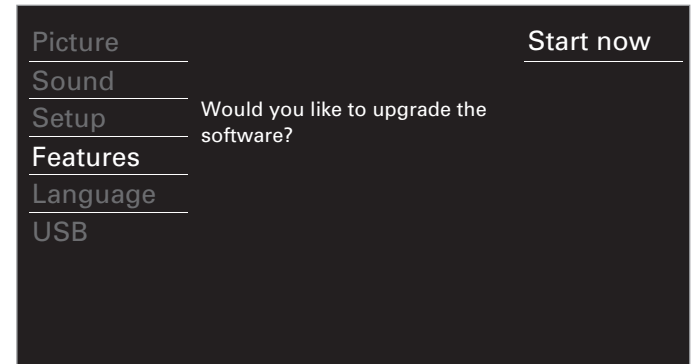 Picture
Sound
Setup
Features
Language
USB
Would you like to upgrade the
software?
Start now